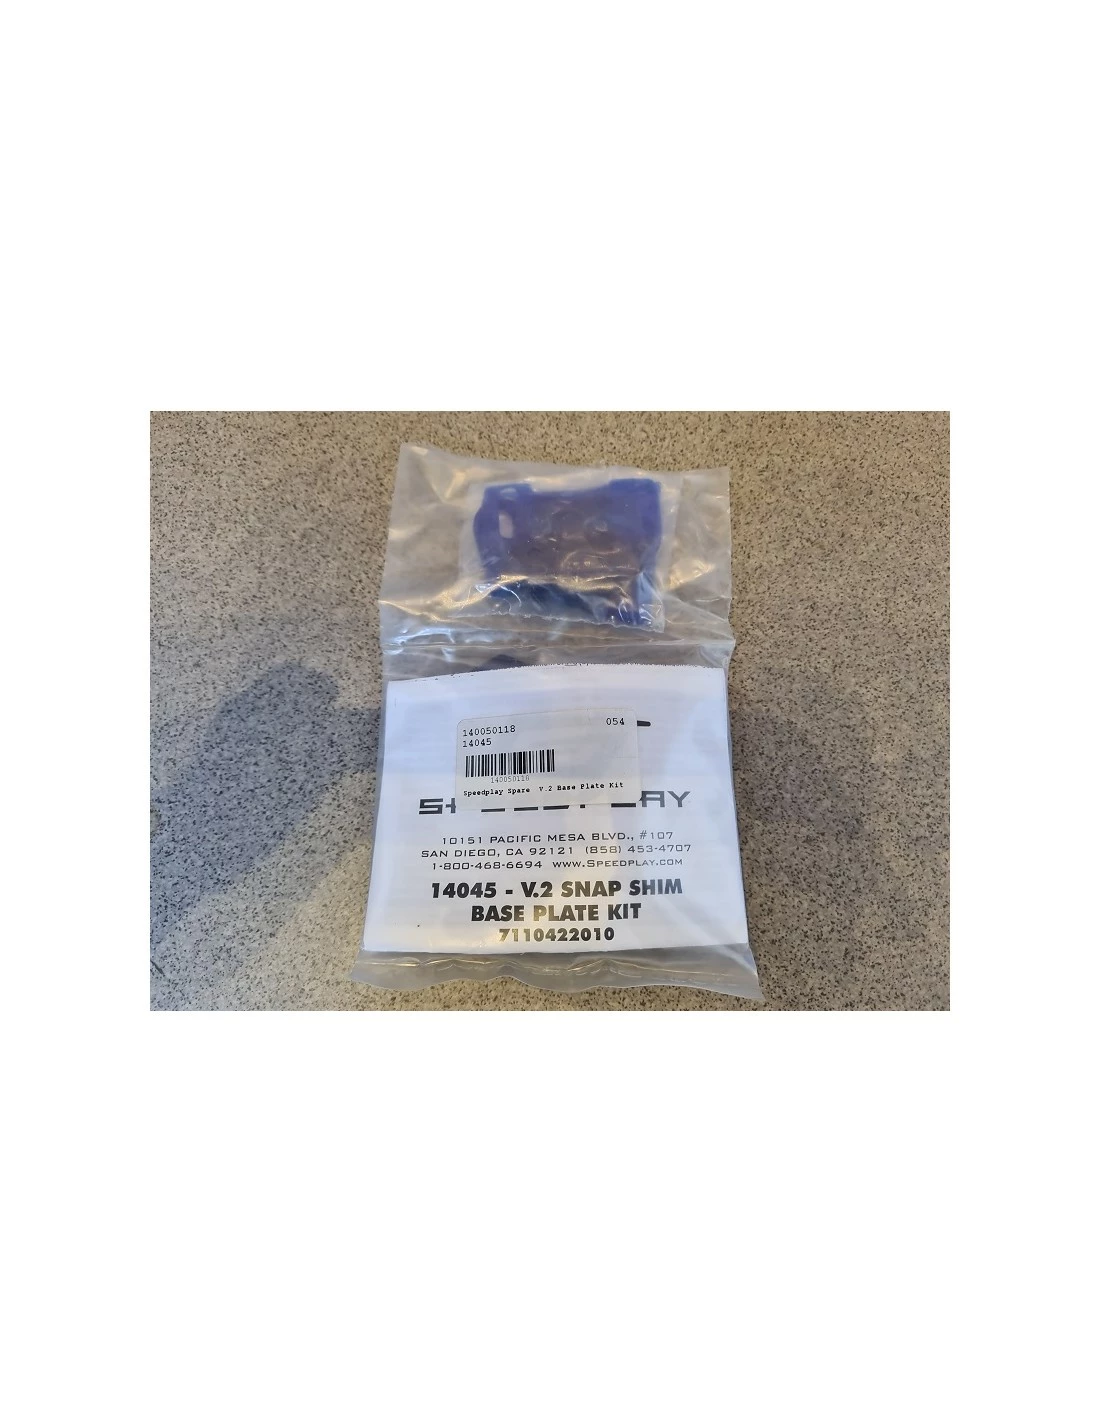 140050118 054
14045
140050118
Speedplay Spare V.2 Base Plate Kit
SPEEDPLAY
10151 PACIFIC MESA BLVD., #107
SAN DIEGO, CA 92121 (858) 453-4707
1-800-468-6694 WWW.SPEEDPLAY.COM
14045 - V.2 SNAP SHIM
BASE PLATE KIT
7110422010